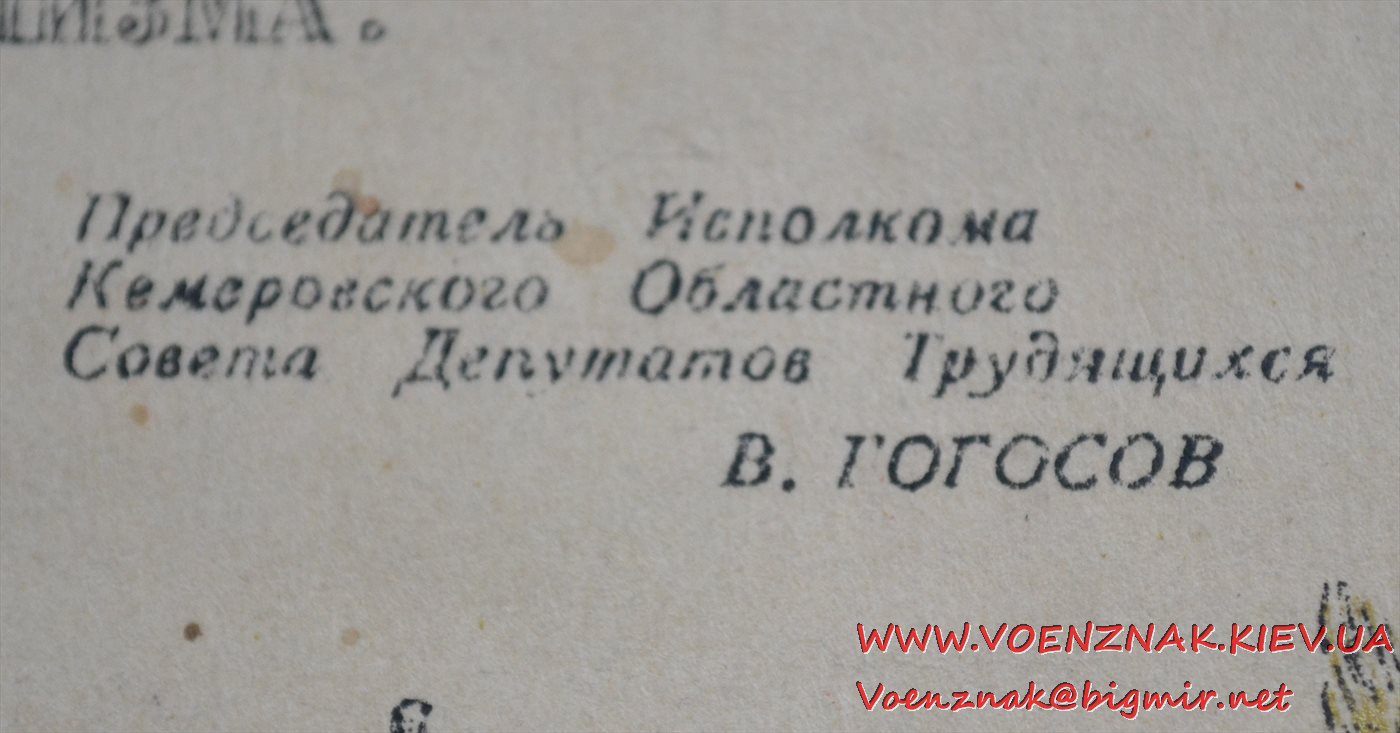 Председатель Исполкома
Кемеровского Областного
Совета Депутатов Трудящихся
В. ГОГОСОВ
WWW.VOENZNAK.KIEV.UA
Voenznak@bigmir.net